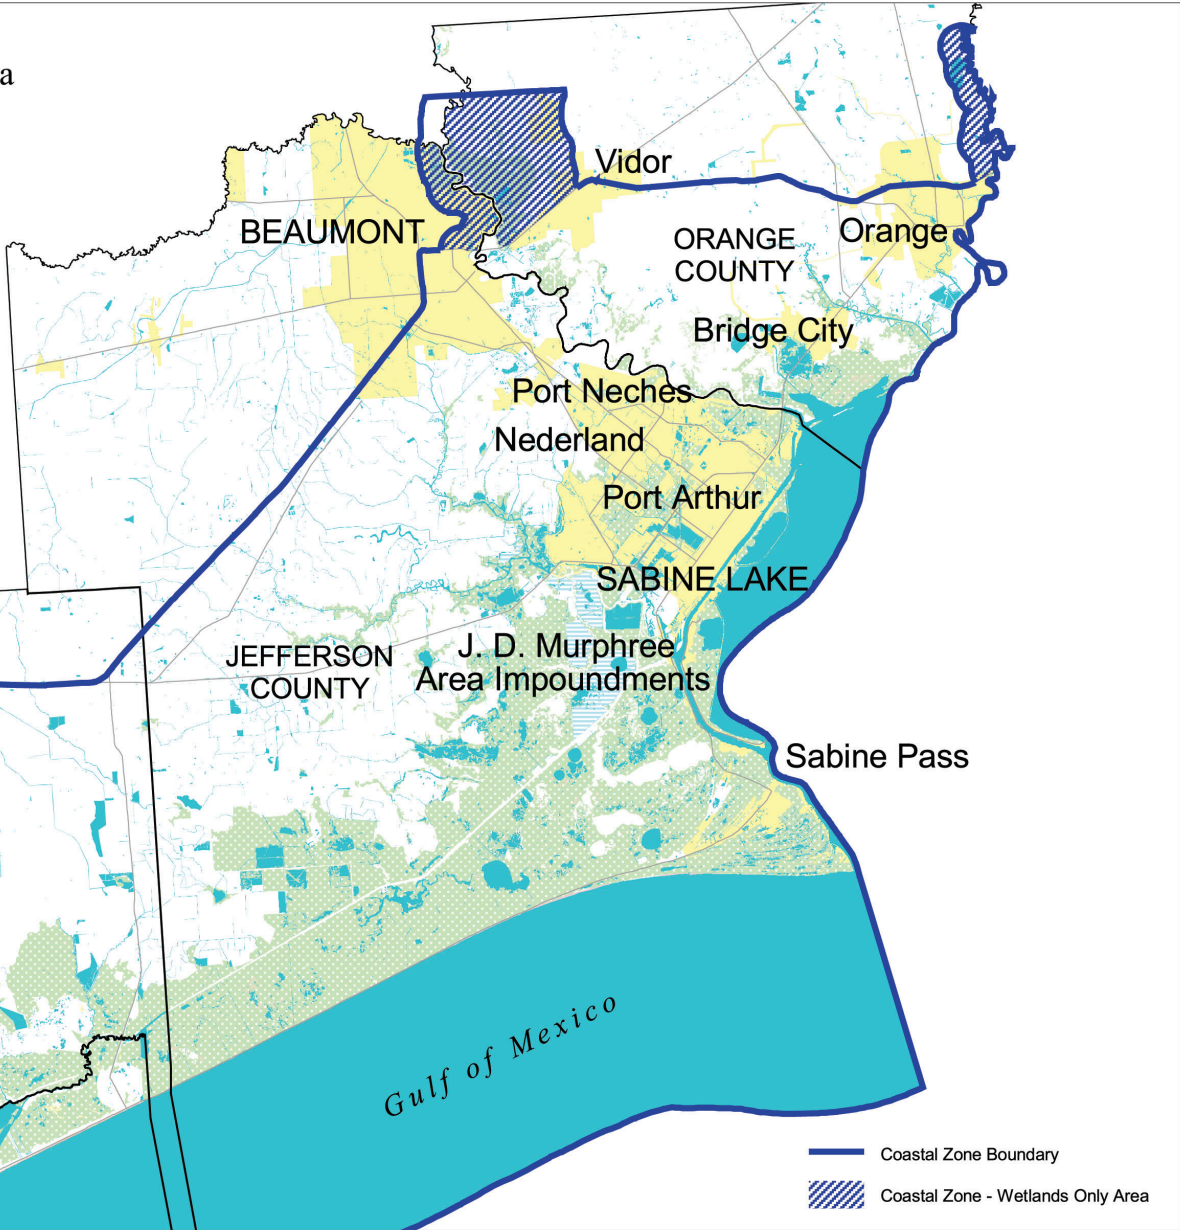 a
Vidor
BEAUMONT
ORANGE
COUNTY
Orange
Bridge City
Port Neches
Nederland
Port Arthur
SABINE LAKE
J. D. Murphree
Area Impoundments
JEFFERSON
COUNTY
Sabine Pass
Gulf of Mexico
Coastal Zone Boundary
Coastal Zone - Wetlands Only Area